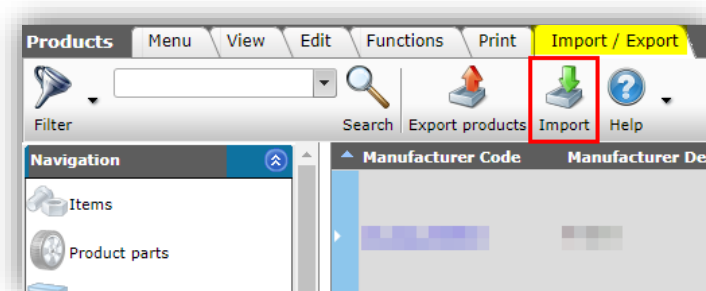 Products Menu View Edit Functions Print Import / Export
Filter Search Export products Import Help
Navigation Manufacturer Code Manufacturer De
Items
Product parts